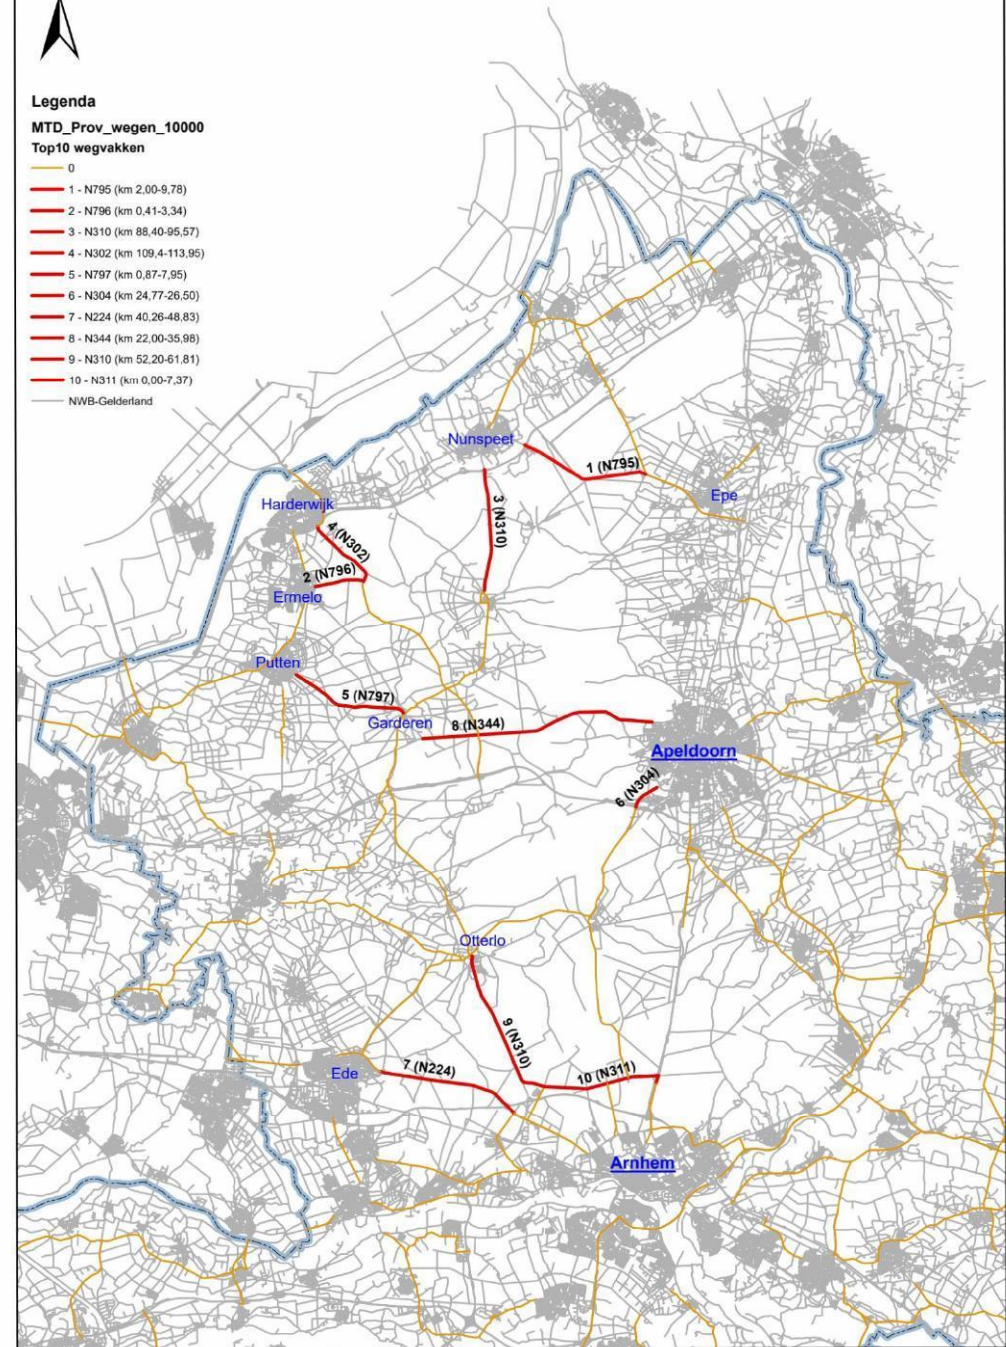 Legenda
MTD_Prov_wegen_10000
Top10 wegvakken
0
1 - N795 (km 2,00-9,78)
2 - N796 (km 0,41-3,34)
3 - N310 (km 88,40-95,57)
4 - N302 (km 109,4-113,95)
5 - N797 (km 0,87-7,95)
6 - N304 (km 24,77-26,50)
7 - N224 (km 40,26-48,83)
8 - N344 (km 22,00-35,98)
9 - N310 (km 52,20-61,81)
10 - N311 (km 0,00-7,37)
NWB-Gelderland
Nunspeet
1 (N795)
Epe
3 (N310)
Harderwijk
4 (N302)
2 (N796)
Ermelo
Putten
5 (N797)
Garderen
8 (N344)
Apeldoorn
6 (N304)
Otterlo
9 (N310)
Ede
7 (N224)
10 (N311)
Arnhem